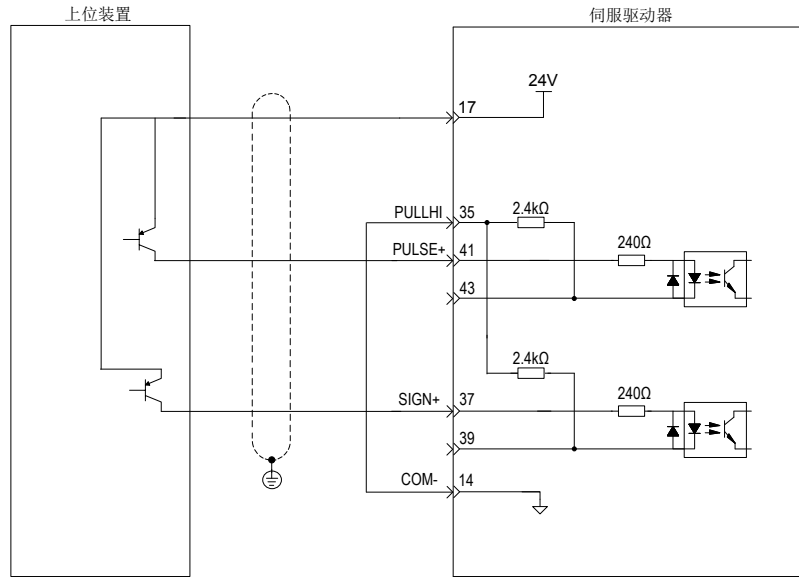 上位装置
伺服驱动器
24V
17
PULLHI
35
2.4kΩ
PULSE+
41
240Ω
43
2.4kΩ
SIGN+
37
240Ω
39
COM-
14